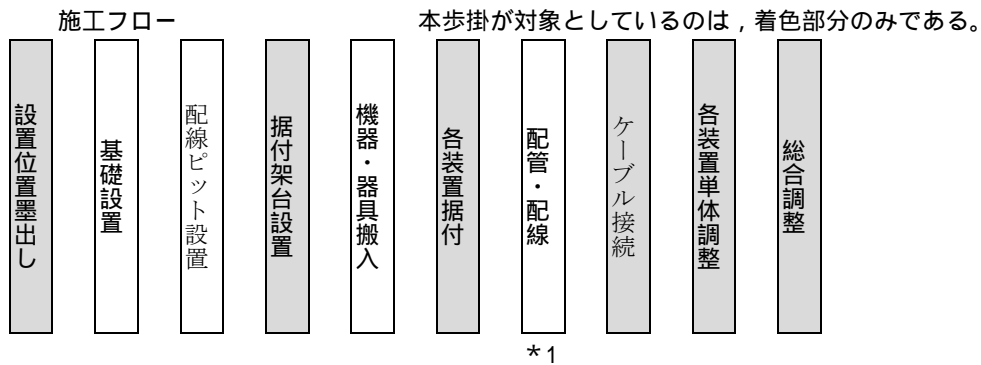 施工フロー
本歩掛が対象としているのは，着色部分のみである。
設置位置墨出し
基礎設置
配線ピット設置
据付架台設置
機器・器具搬入
各装置据付
配管・配線
ケーブル接続
各装置単体調整
総合調整
＊1